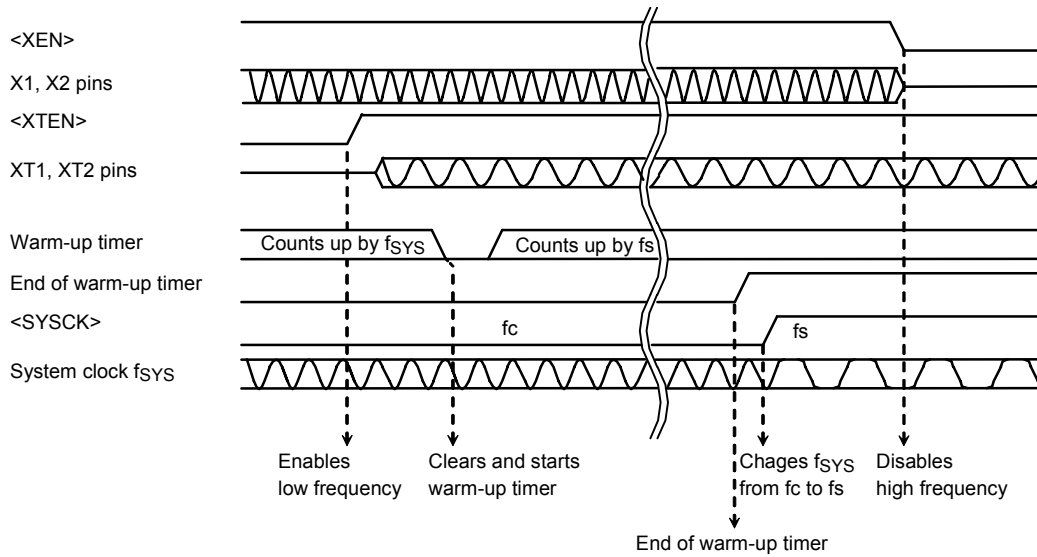 <XEN>
X1, X2 pins
<XTEN>
XT1, XT2 pins
Warm-up timer
Counts up by fSYS
Counts up by fs
End of warm-up timer
<SYSCK>
fc
fs
System clock fSYS
Enables
low frequency
Clears and starts
warm-up timer
Chages fSYS
from fc to fs
Disables
high frequency
End of warm-up timer